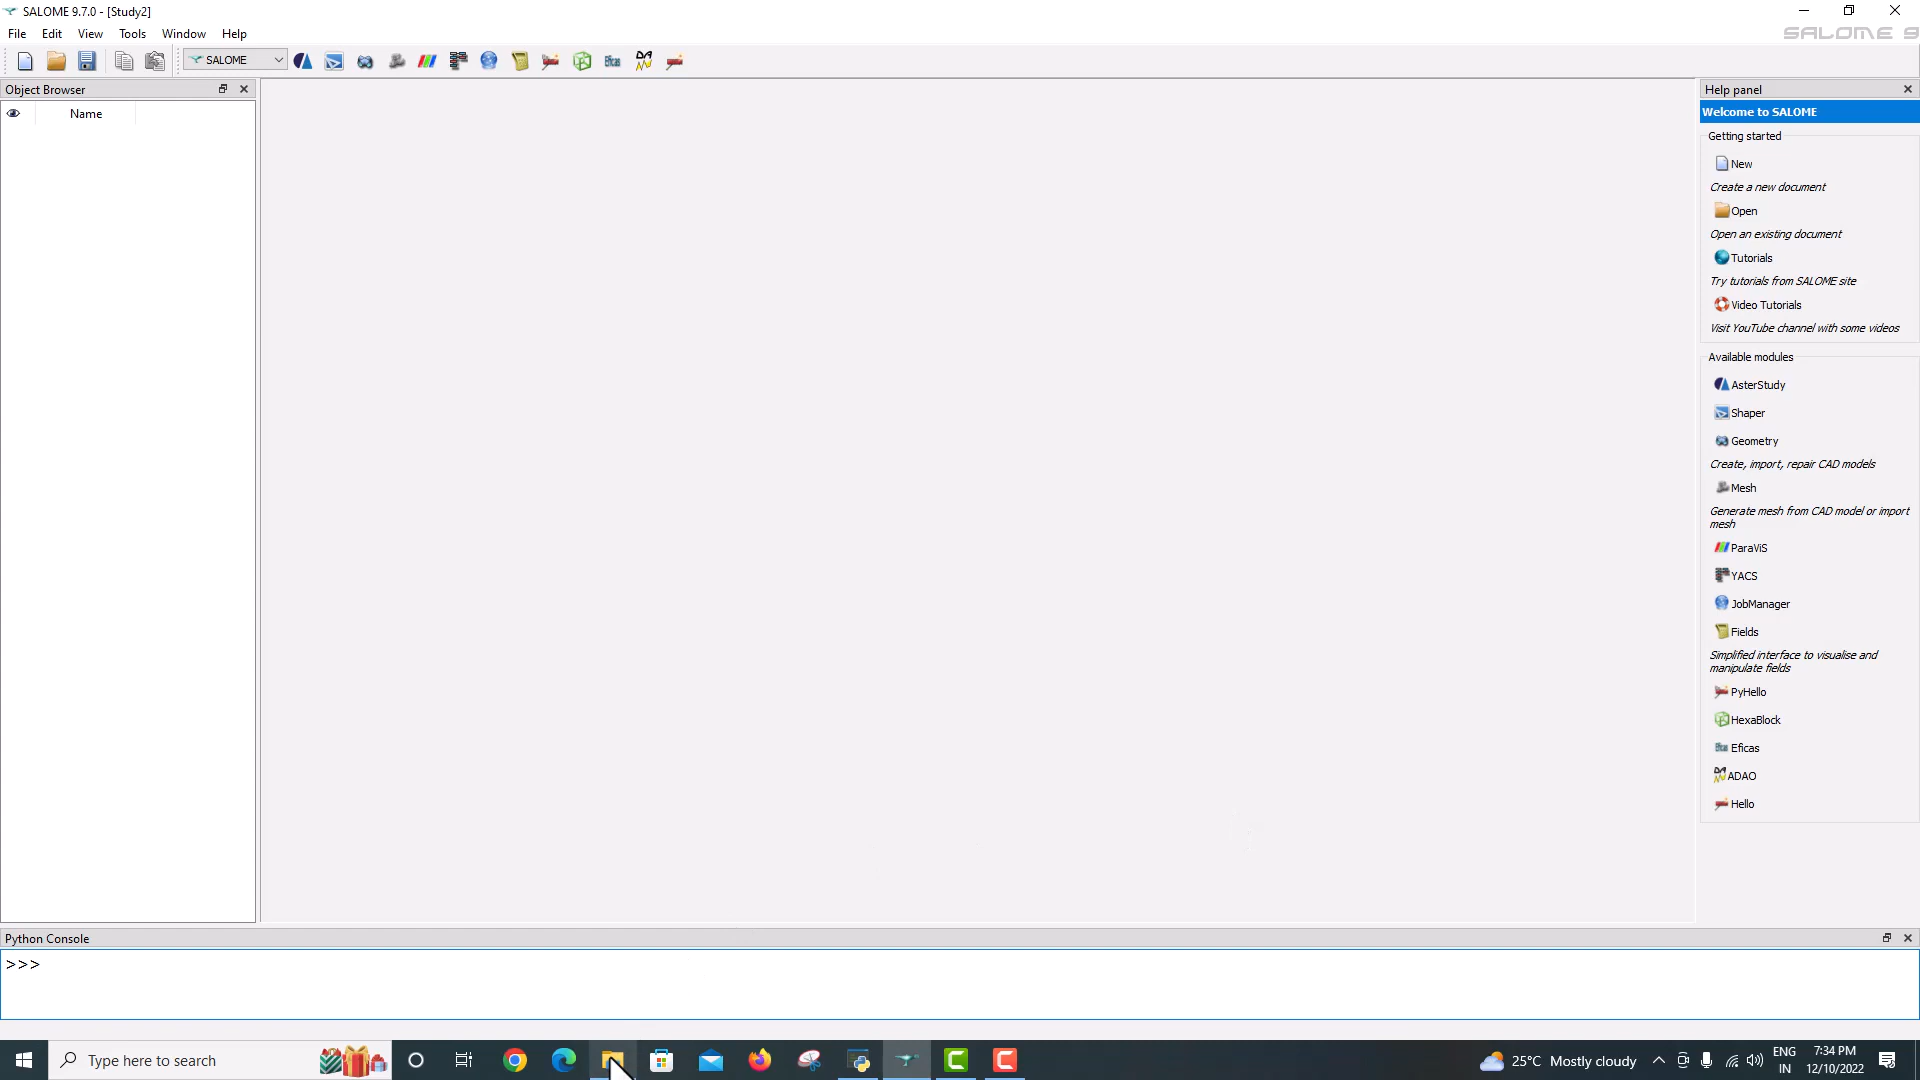 SALOME 9.7.0 - [Study2]
File Edit View Tools Window Help
SALOME 9
SALOME
Eficas
Object Browser
Name
Help panel
Welcome to SALOME
Getting started
New
Create a new document
Open
Open an existing document
Tutorials
Try tutorials from SALOME site
Video Tutorials
Visit YouTube channel with some videos
Available modules
AsterStudy
Shaper
Geometry
Create, import, repair CAD models
Mesh
Generate mesh from CAD model or import
mesh
ParaViS
YACS
JobManager
Fields
Simplified interface to visualise and
manipulate fields
PyHello
HexaBlock
Eficas
ADAO
Hello
Python Console
>>>
Type here to search
25°C Mostly cloudy
ENG
IN
7:34 PM
12/10/2022